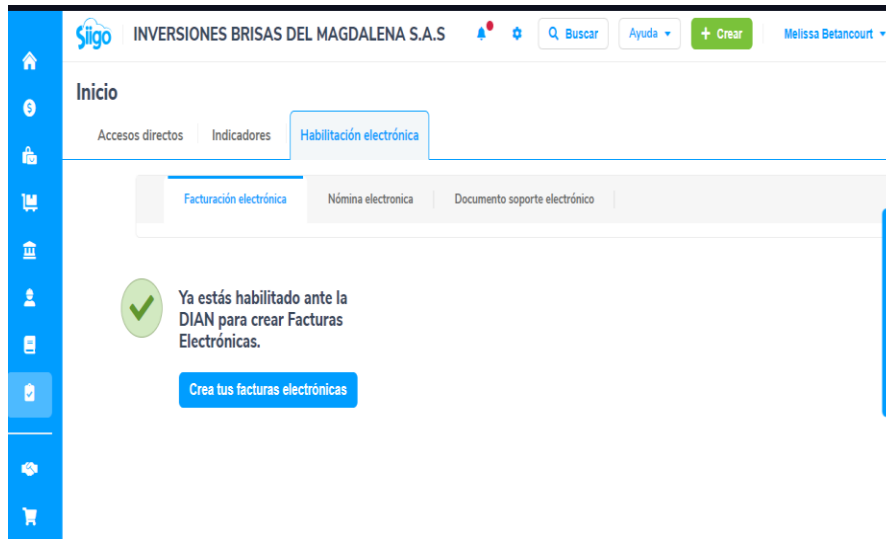 Siigo INVERSIONES BRISAS DEL MAGDALENA S.A.S Buscar Ayuda + Crear Melissa Betancourt
Inicio
Accesos directos Indicadores Habilitación electrónica
Facturación electrónica Nómina electronica Documento soporte electrónico
Ya estás habilitado ante la
DIAN para crear Facturas
Electrónicas.
Crea tus facturas electrónicas